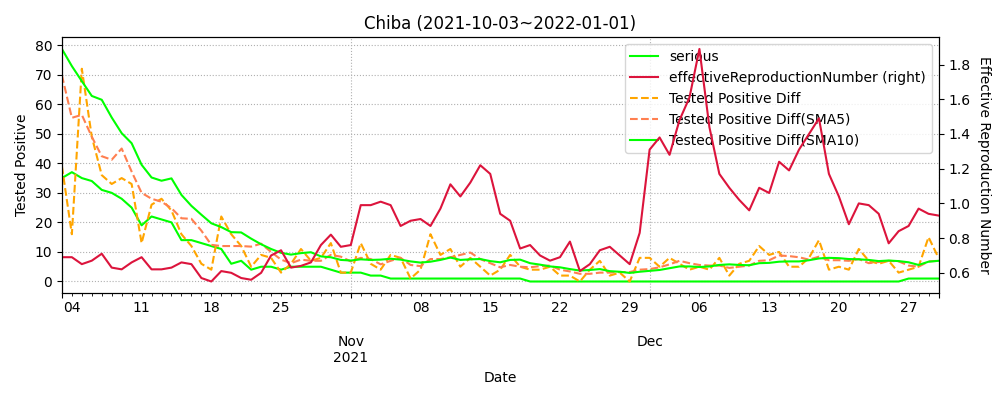 Chiba (2021-10-03~2022-01-01)
serious
effectiveReproductionNumber (right)
Tested Positive Diff
Tested Positive Diff(SMA5)
Tested Positive Diff(SMA10)
Tested Positive
80
70
60
50
40
30
20
10
0
Effective Reproduction Number
1.8
1.6
1.4
1.2
1.0
0.8
0.6
04 11 18 25 08 15 22 29 06 13 20 27
Nov Dec
2021
Date